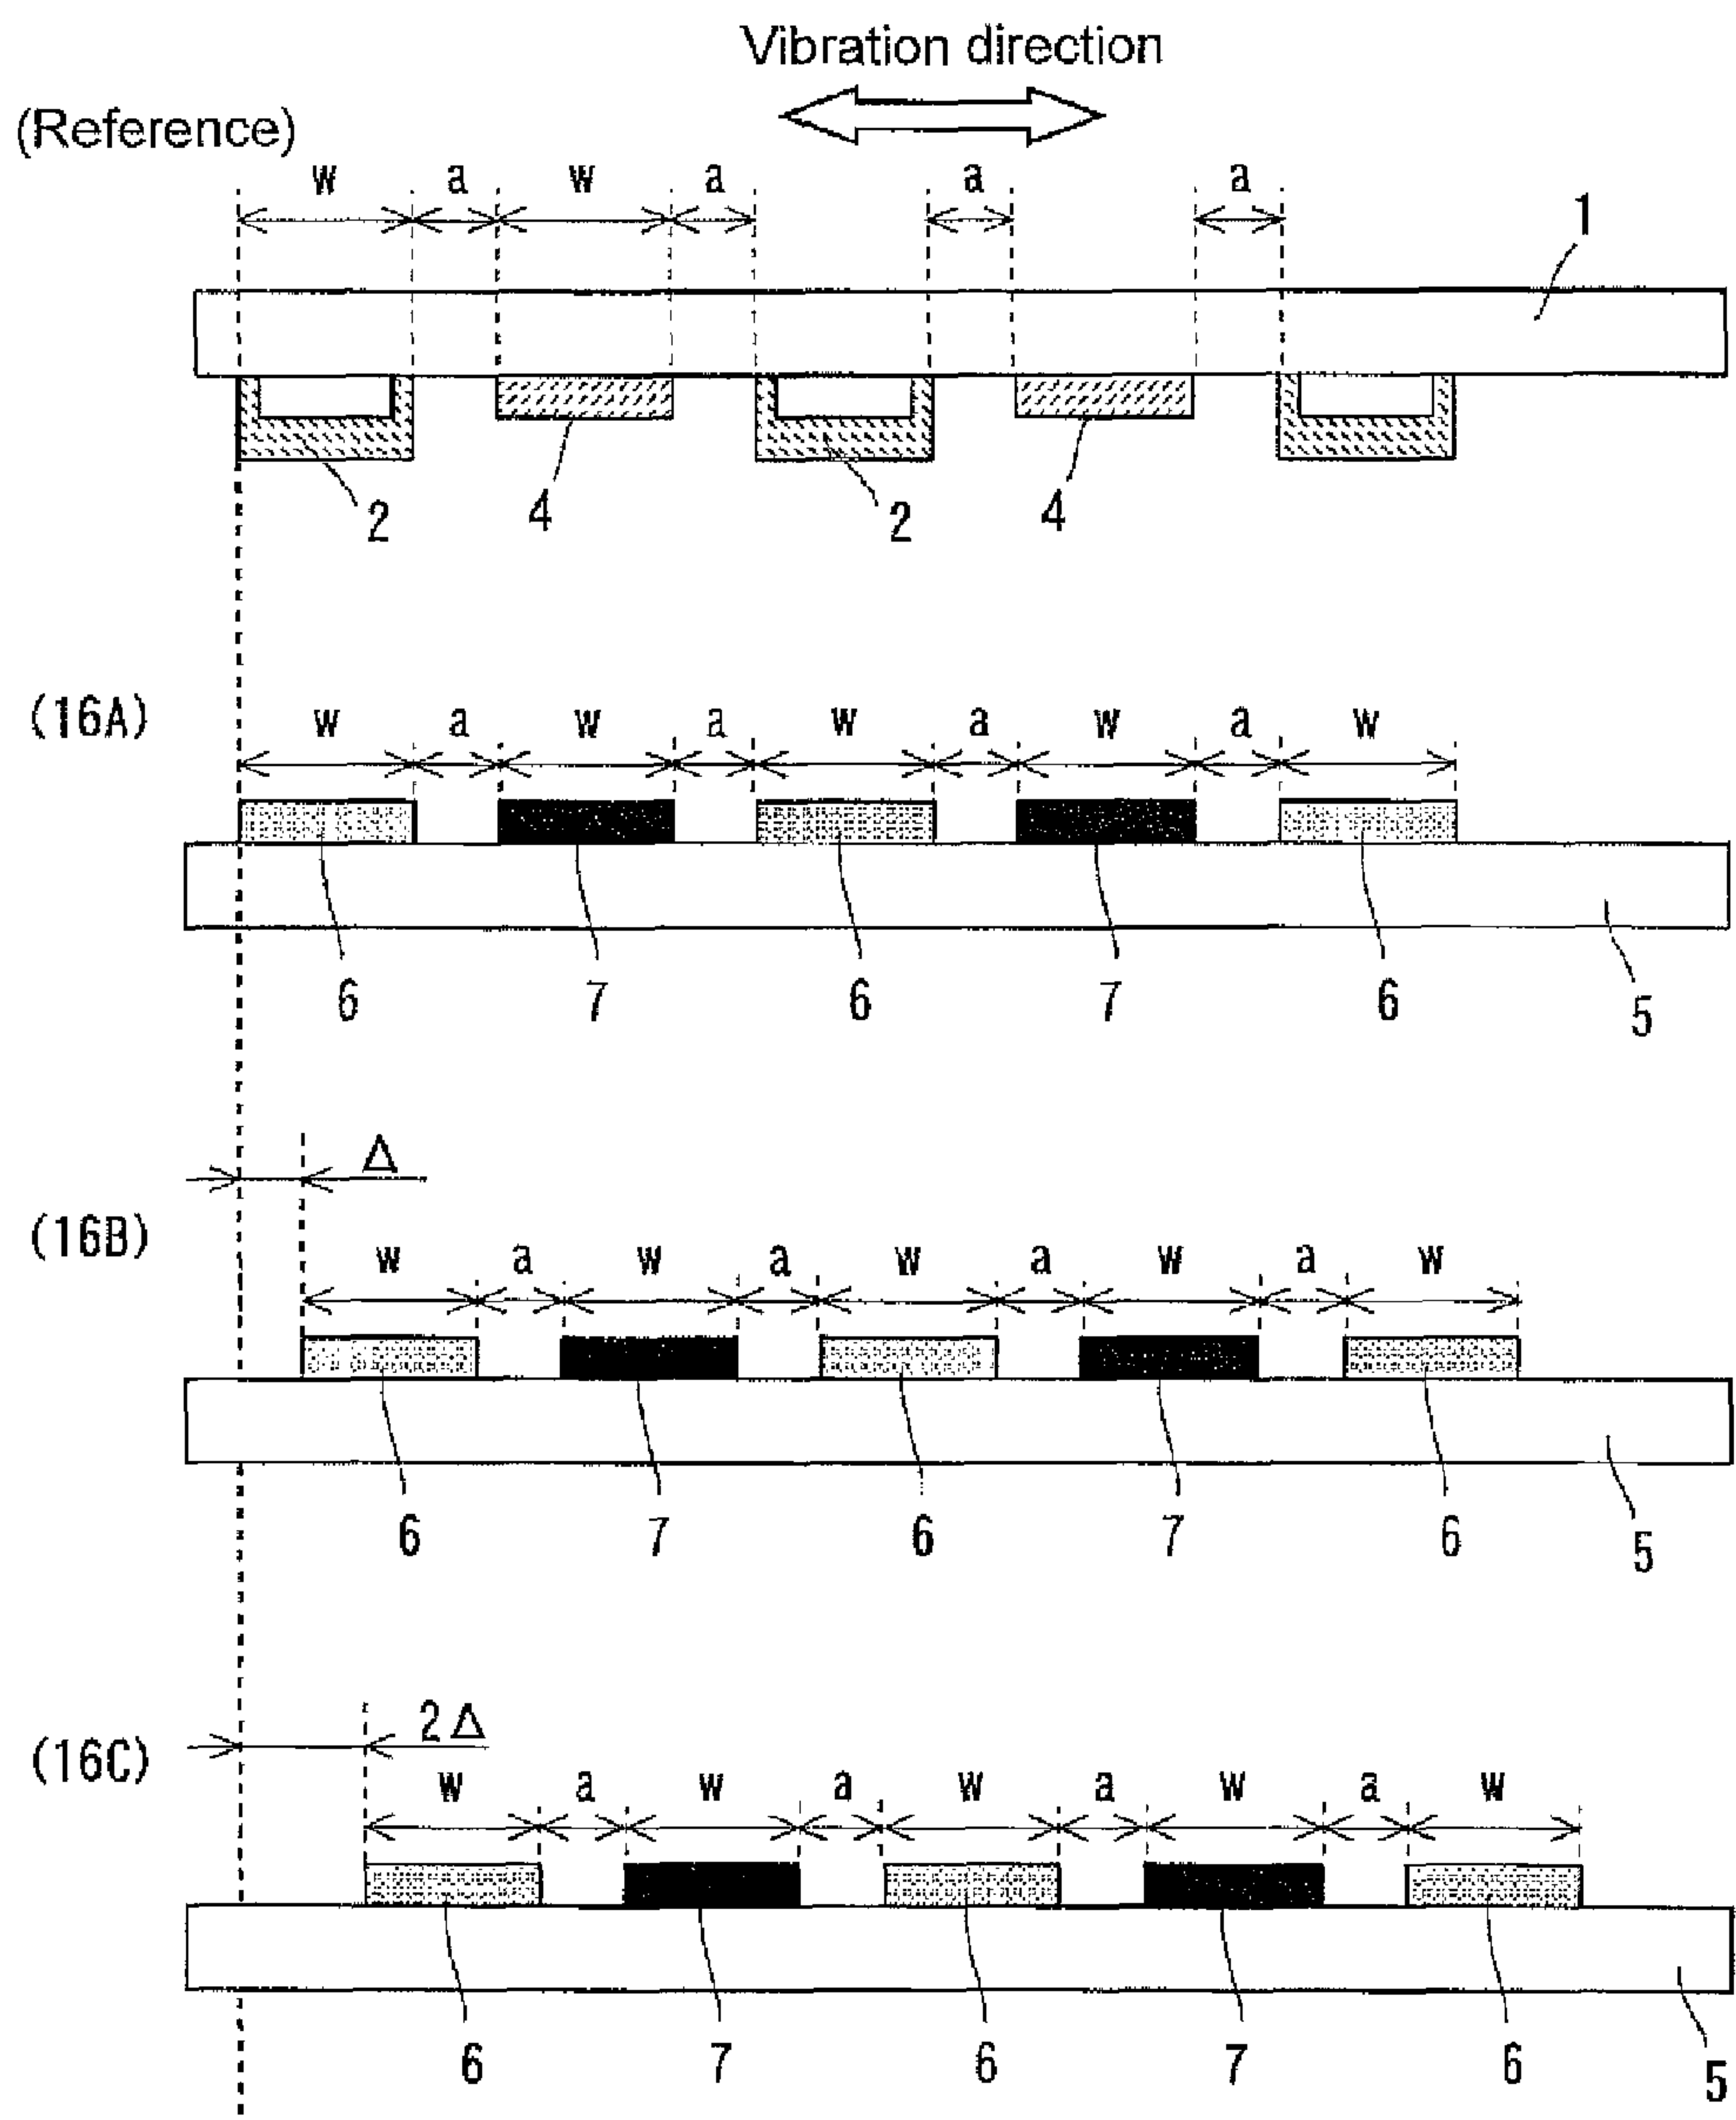 Vibration direction
(Reference)
w a w a a a
1
2 4 2 4
(16A)
w a w a w a w a w
6 7 6 7 6 5
Δ
(16B)
w a w a w a w a w
6 7 6 7 6 5
2Δ
(16C)
w a w a w a w a w
6 7 6 7 6 5